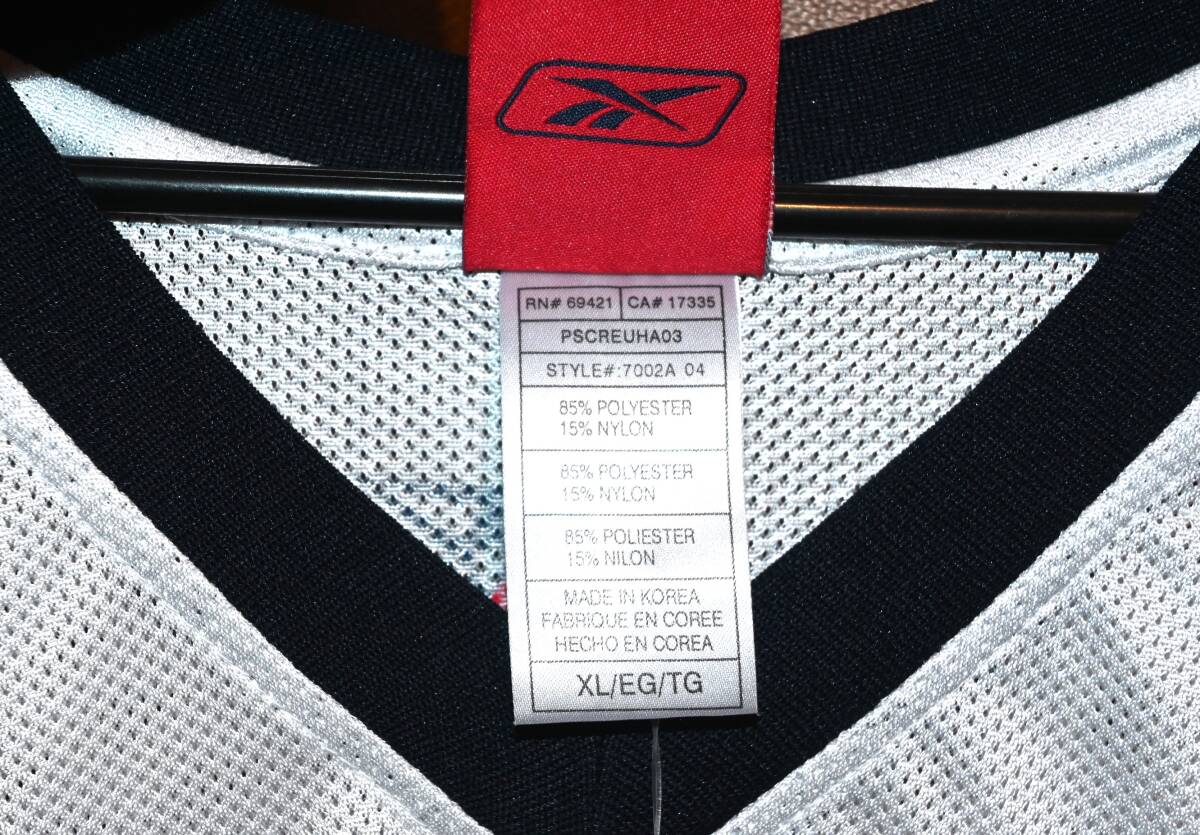 RN# 69421 CA# 17335
PSCREUHA03
STYLE#:7002A 04
85% POLYESTER
15% NYLON
85% POLYESTER
15% NYLON
85% POLIESTER
15% NILON
MADE IN KOREA
FABRIQUE EN COREE
HECHO EN COREA
XL/EG/TG